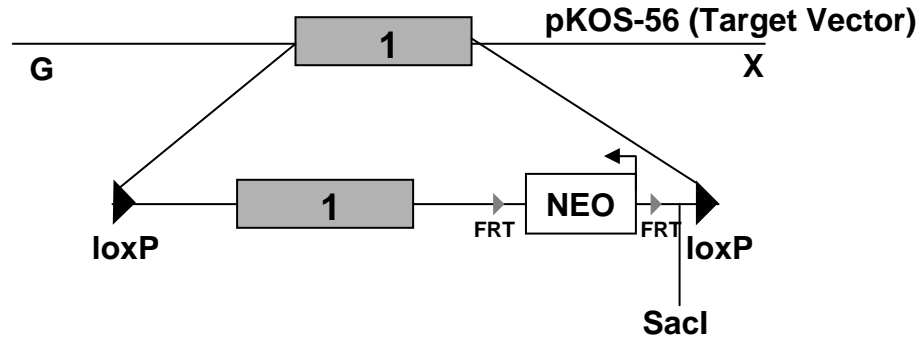 pKOS-56 (Target Vector)
1
G
X
1
NEO
FRT
FRT
loxP
loxP
SacI